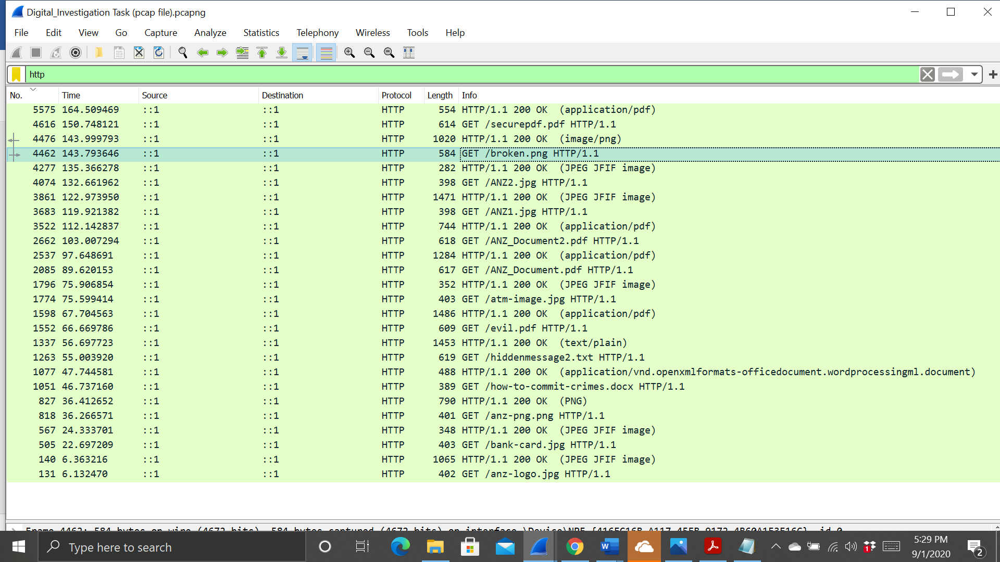 Digital_Investigation Task (pcap file).pcapng
File Edit View Go Capture Analyze Statistics Telephony Wireless Tools Help
http
No. Time Source Destination Protocol Length Info
5575 164.509469 ::1 ::1 HTTP 554 HTTP/1.1 200 OK (application/pdf)
4616 150.748121 ::1 ::1 HTTP 614 GET /securepdf.pdf HTTP/1.1
4476 143.999793 ::1 ::1 HTTP 1020 HTTP/1.1 200 OK (image/png)
4462 143.793646 ::1 ::1 HTTP 584 GET /broken.png HTTP/1.1
4277 135.366278 ::1 ::1 HTTP 282 HTTP/1.1 200 OK (JPEG JFIF image)
4074 132.661962 ::1 ::1 HTTP 398 GET /ANZ2.jpg HTTP/1.1
3861 122.973950 ::1 ::1 HTTP 1471 HTTP/1.1 200 OK (JPEG JFIF image)
3683 119.921382 ::1 ::1 HTTP 398 GET /ANZ1.jpg HTTP/1.1
3522 112.142837 ::1 ::1 HTTP 744 HTTP/1.1 200 OK (application/pdf)
2662 103.007294 ::1 ::1 HTTP 618 GET /ANZ_Document2.pdf HTTP/1.1
2537 97.648691 ::1 ::1 HTTP 1284 HTTP/1.1 200 OK (application/pdf)
2085 89.620153 ::1 ::1 HTTP 617 GET /ANZ_Document.pdf HTTP/1.1
1796 75.906854 ::1 ::1 HTTP 352 HTTP/1.1 200 OK (JPEG JFIF image)
1774 75.599414 ::1 ::1 HTTP 403 GET /atm-image.jpg HTTP/1.1
1598 67.704563 ::1 ::1 HTTP 1486 HTTP/1.1 200 OK (application/pdf)
1552 66.669786 ::1 ::1 HTTP 609 GET /evil.pdf HTTP/1.1
1337 56.697723 ::1 ::1 HTTP 1453 HTTP/1.1 200 OK (text/plain)
1263 55.003920 ::1 ::1 HTTP 619 GET /hiddenmessage2.txt HTTP/1.1
1077 47.744581 ::1 ::1 HTTP 488 HTTP/1.1 200 OK (application/vnd.openxmlformats-officedocument.wordprocessingml.document)
1051 46.737160 ::1 ::1 HTTP 389 GET /how-to-commit-crimes.docx HTTP/1.1
827 36.412652 ::1 ::1 HTTP 790 HTTP/1.1 200 OK (PNG)
818 36.266571 ::1 ::1 HTTP 401 GET /anz-png.png HTTP/1.1
567 24.333701 ::1 ::1 HTTP 348 HTTP/1.1 200 OK (JPEG JFIF image)
505 22.697209 ::1 ::1 HTTP 403 GET /bank-card.jpg HTTP/1.1
140 6.363216 ::1 ::1 HTTP 1065 HTTP/1.1 200 OK (JPEG JFIF image)
131 6.132470 ::1 ::1 HTTP 402 GET /anz-logo.jpg HTTP/1.1
Frame 4462: 584 bytes on wire (4672 bits), 584 bytes captured (4672 bits) on interface
Type here to search
5:29 PM
9/1/2020
2
1